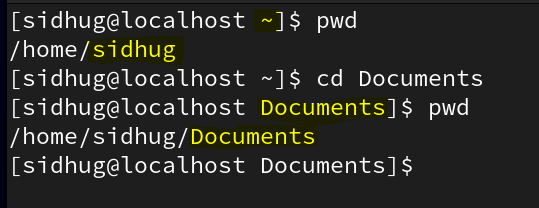 [sidhug@localhost ~]$ pwd
/home/sidhug
[sidhug@localhost ~]$ cd Documents
[sidhug@localhost Documents]$ pwd
/home/sidhug/Documents
[sidhug@localhost Documents]$